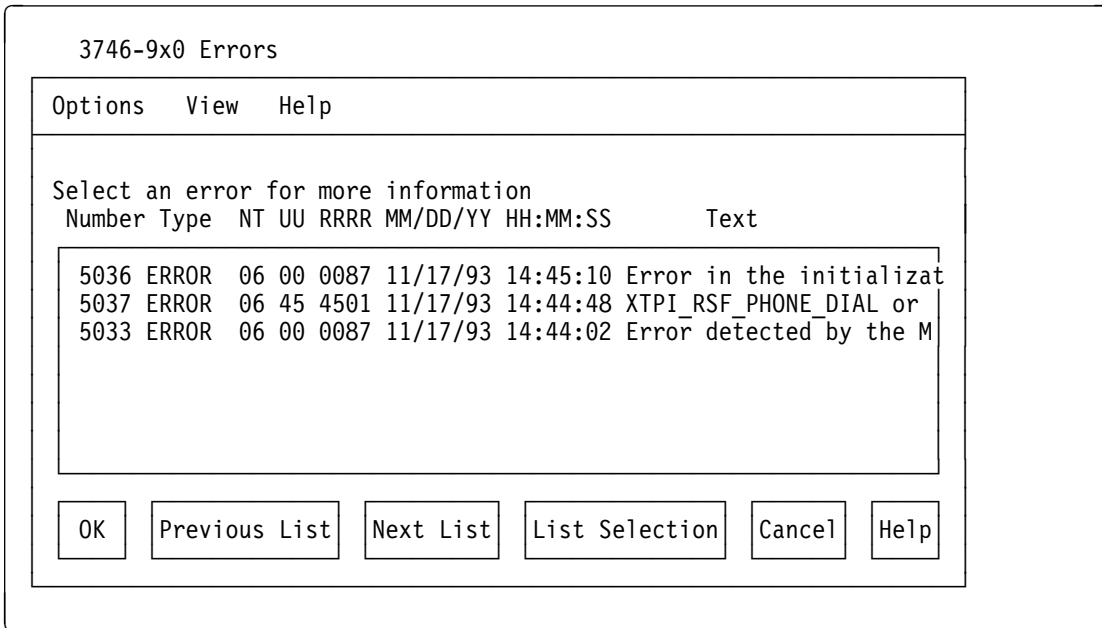 3746-9x0 Errors
Options View Help
Select an error for more information
Number Type NT UU RRRR MM/DD/YY HH:MM:SS Text
5036 ERROR 06 00 0087 11/17/93 14:45:10 Error in the initializat
5037 ERROR 06 45 4501 11/17/93 14:44:48 XTPI_RSF_PHONE_DIAL or
5033 ERROR 06 00 0087 11/17/93 14:44:02 Error detected by the M
OK Previous List Next List List Selection Cancel Help